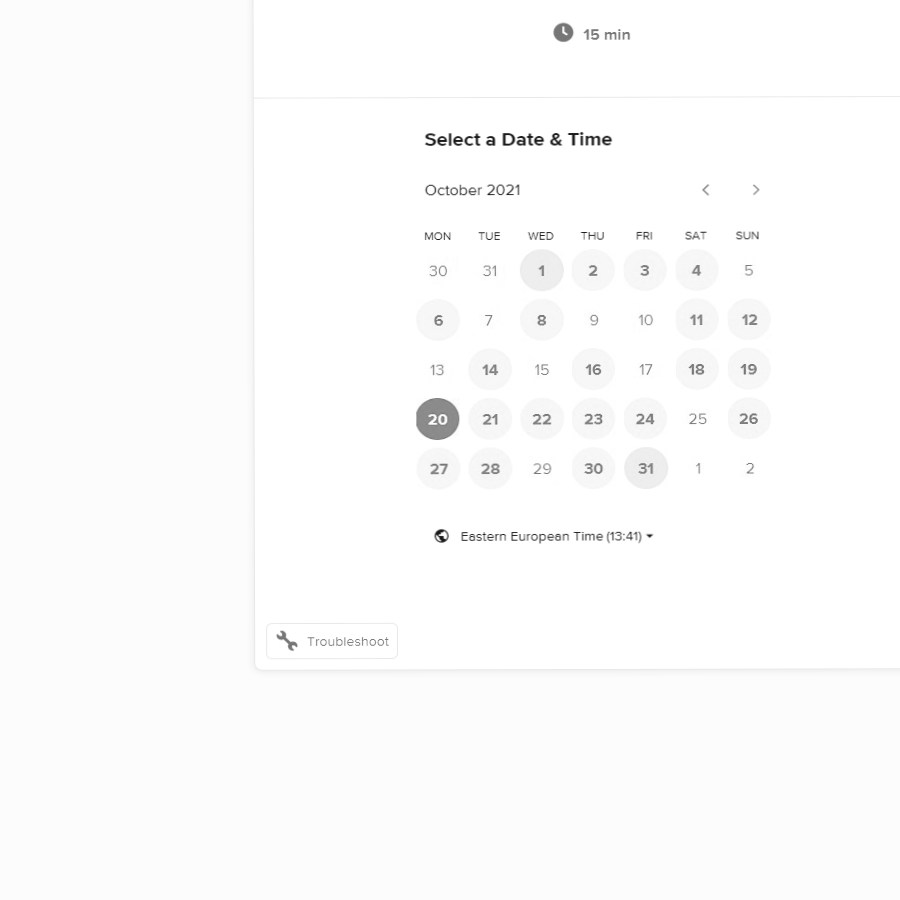 15 min
Select a Date & Time
October 2021
MON TUE WED THU FRI SAT SUN
30 31 1 2 3 4 5
6 7 8 9 10 11 12
13 14 15 16 17 18 19
20 21 22 23 24 25 26
27 28 29 30 31 1 2
Eastern European Time (13:41)
Troubleshoot